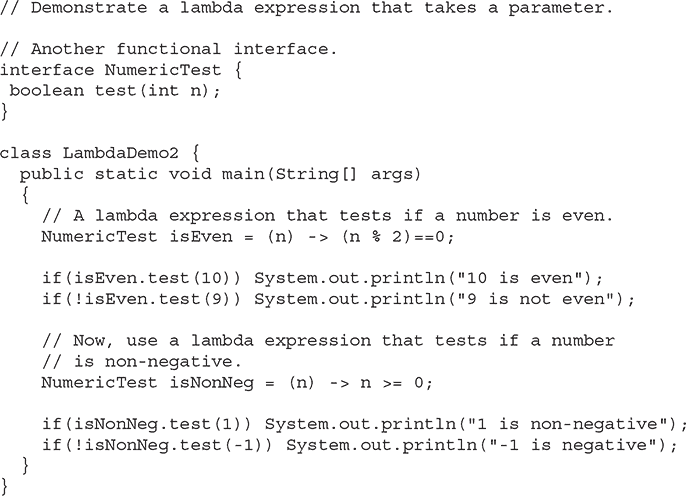 // Demonstrate a lambda expression that takes a parameter.

// Another functional interface.
interface NumericTest {
 boolean test(int n);
}

class LambdaDemo2 {
  public static void main(String[] args)
  {
    // A lambda expression that tests if a number is even.
    NumericTest isEven = (n) -> (n % 2)==0;

    if(isEven.test(10)) System.out.println("10 is even");
    if(!isEven.test(9)) System.out.println("9 is not even");

    // Now, use a lambda expression that tests if a number
    // is non-negative.
    NumericTest isNonNeg = (n) -> n >= 0;

    if(isNonNeg.test(1)) System.out.println("1 is non-negative");
    if(!isNonNeg.test(-1)) System.out.println("-1 is negative");
  }
}